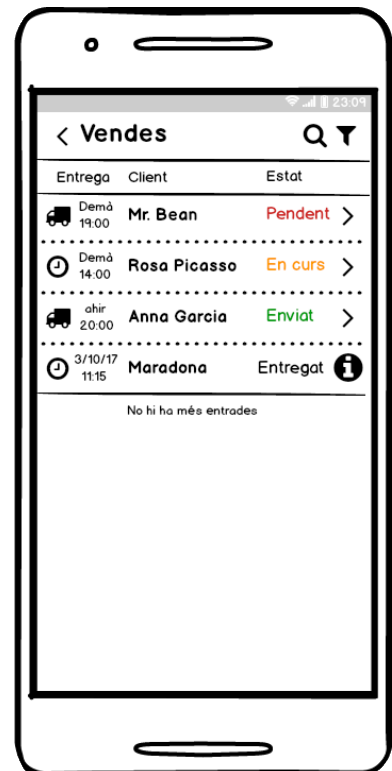 23:09
< Vendes
Entrega Client Estat
Demà
19:00 Mr. Bean Pendent >
Demà
14:00 Rosa Picasso En curs >
ahir
20:00 Anna Garcia Enviat >
3/10/17
11:15 Maradona Entregat
No hi ha més entrades